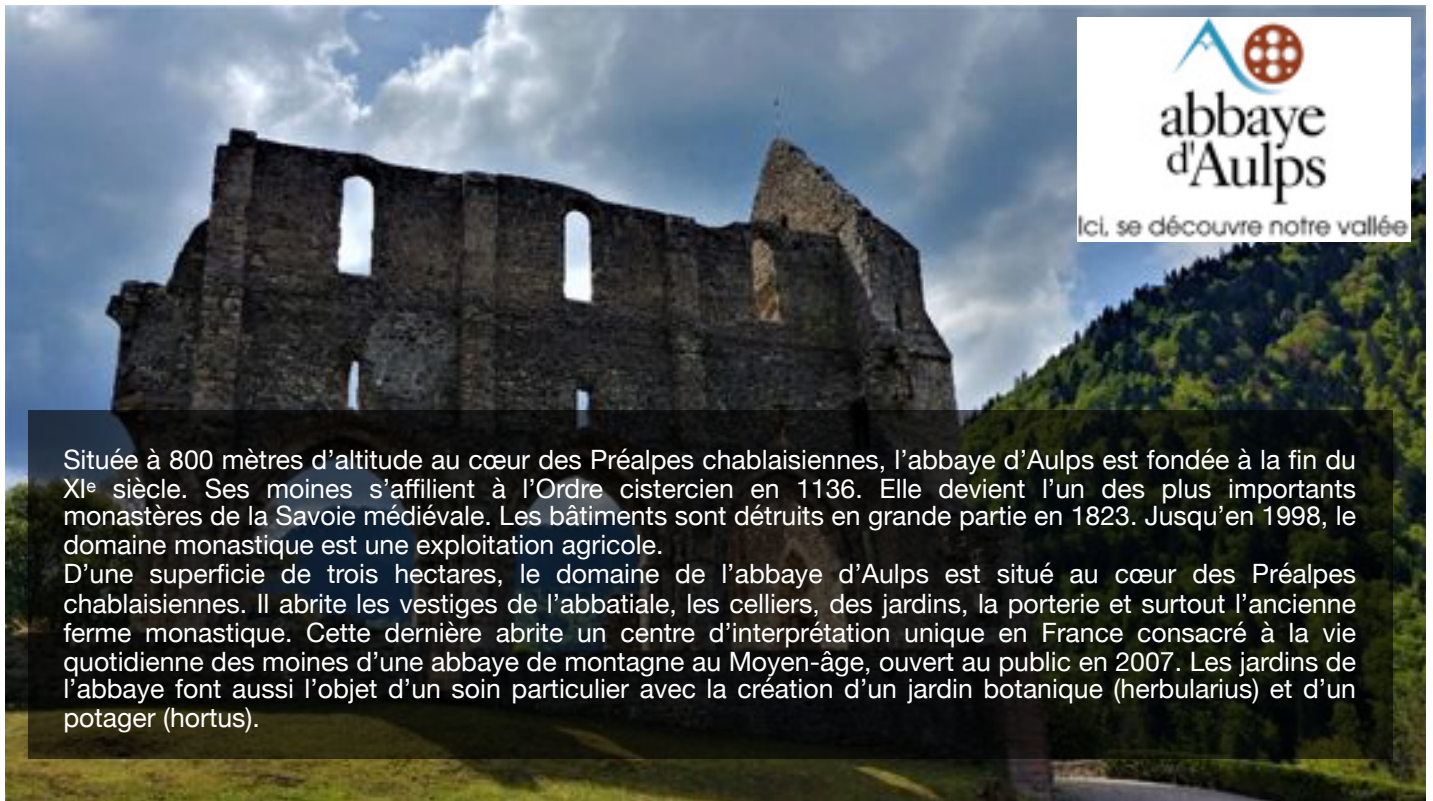 abbaye
d'Aulps
Ici, se découvre notre vallée
Située à 800 mètres d’altitude au cœur des Préalpes chablaisiennes, l’abbaye d’Aulps est fondée à la fin du
XIᵉ siècle. Ses moines s’affilient à l’Ordre cistercien en 1136. Elle devient l’un des plus importants
monastères de la Savoie médiévale. Les bâtiments sont détruits en grande partie en 1823. Jusqu’en 1998, le
domaine monastique est une exploitation agricole.
D’une superficie de trois hectares, le domaine de l’abbaye d’Aulps est situé au cœur des Préalpes
chablaisiennes. Il abrite les vestiges de l’abbatiale, les celliers, des jardins, la porterie et surtout l’ancienne
ferme monastique. Cette dernière abrite un centre d’interprétation unique en France consacré à la vie
quotidienne des moines d’une abbaye de montagne au Moyen-âge, ouvert au public en 2007. Les jardins de
l’abbaye font aussi l’objet d’un soin particulier avec la création d’un jardin botanique (herbularius) et d’un
potager (hortus).